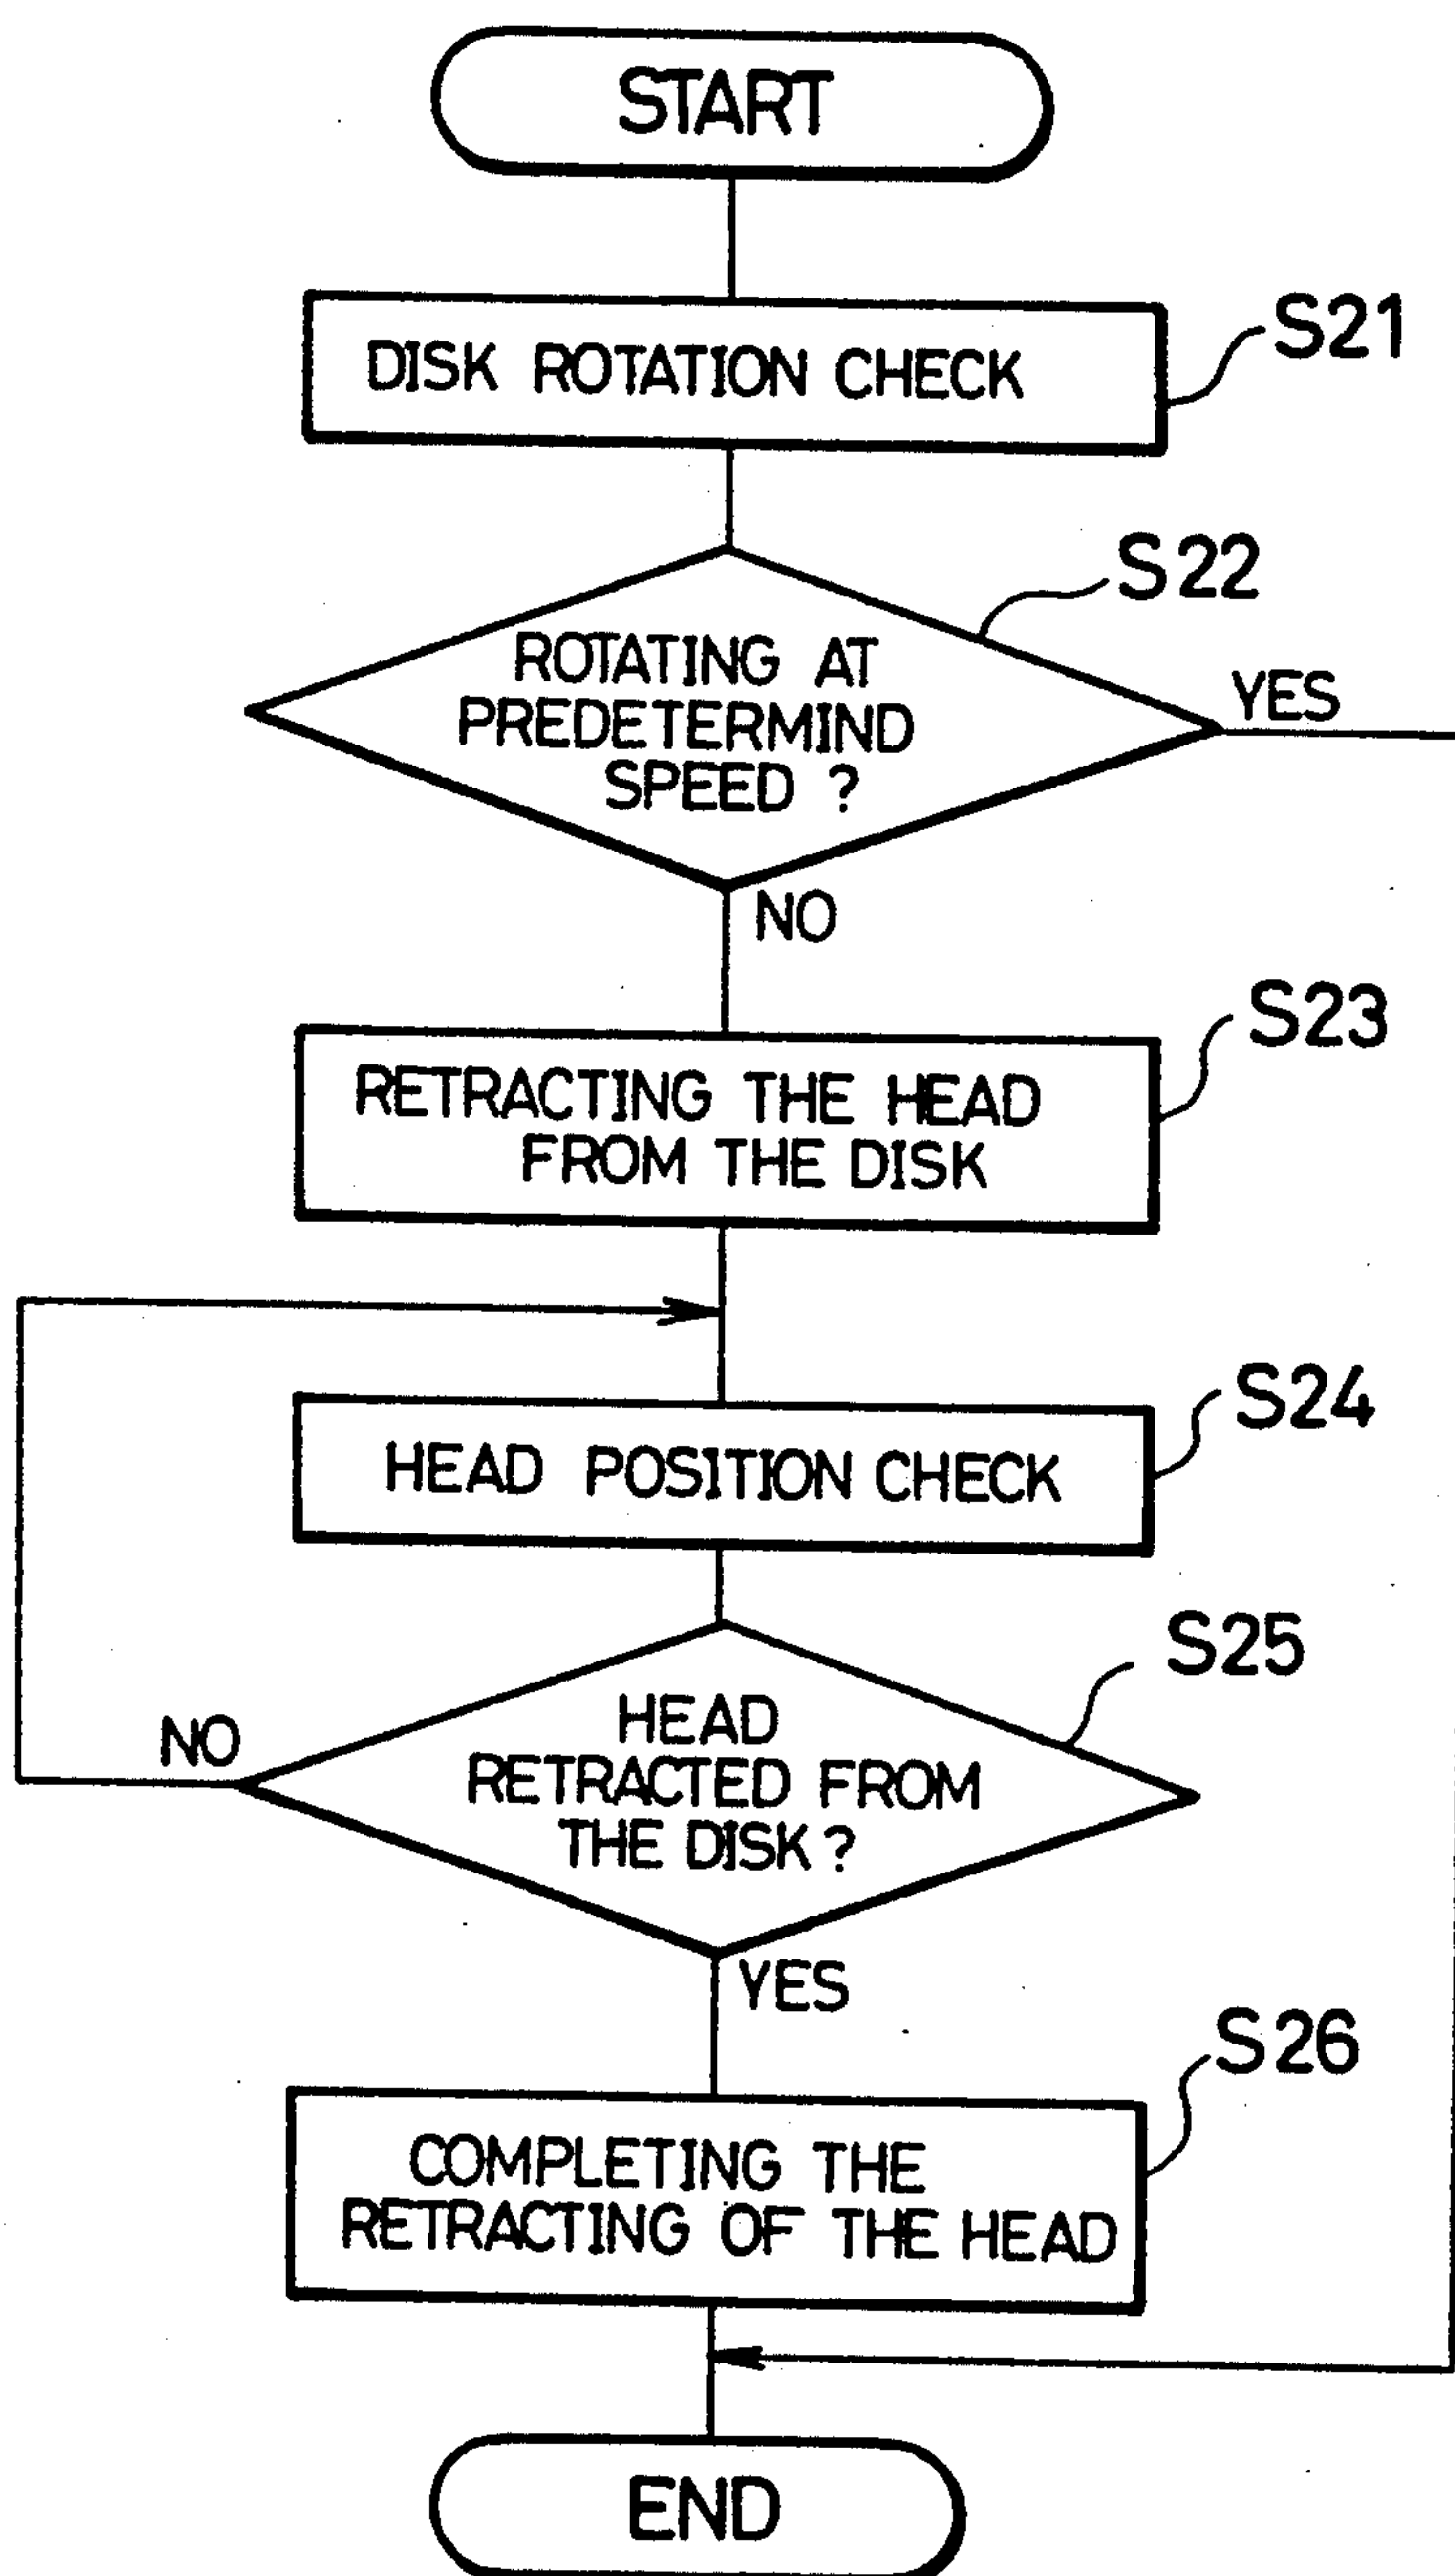 START
DISK ROTATION CHECK
S21
S22
ROTATING AT
PREDETERMIND
SPEED ?
YES
NO
S23
RETRACTING THE HEAD
FROM THE DISK
S24
HEAD POSITION CHECK
S25
HEAD
RETRACTED FROM
THE DISK ?
NO
YES
S26
COMPLETING THE
RETRACTING OF THE HEAD
END